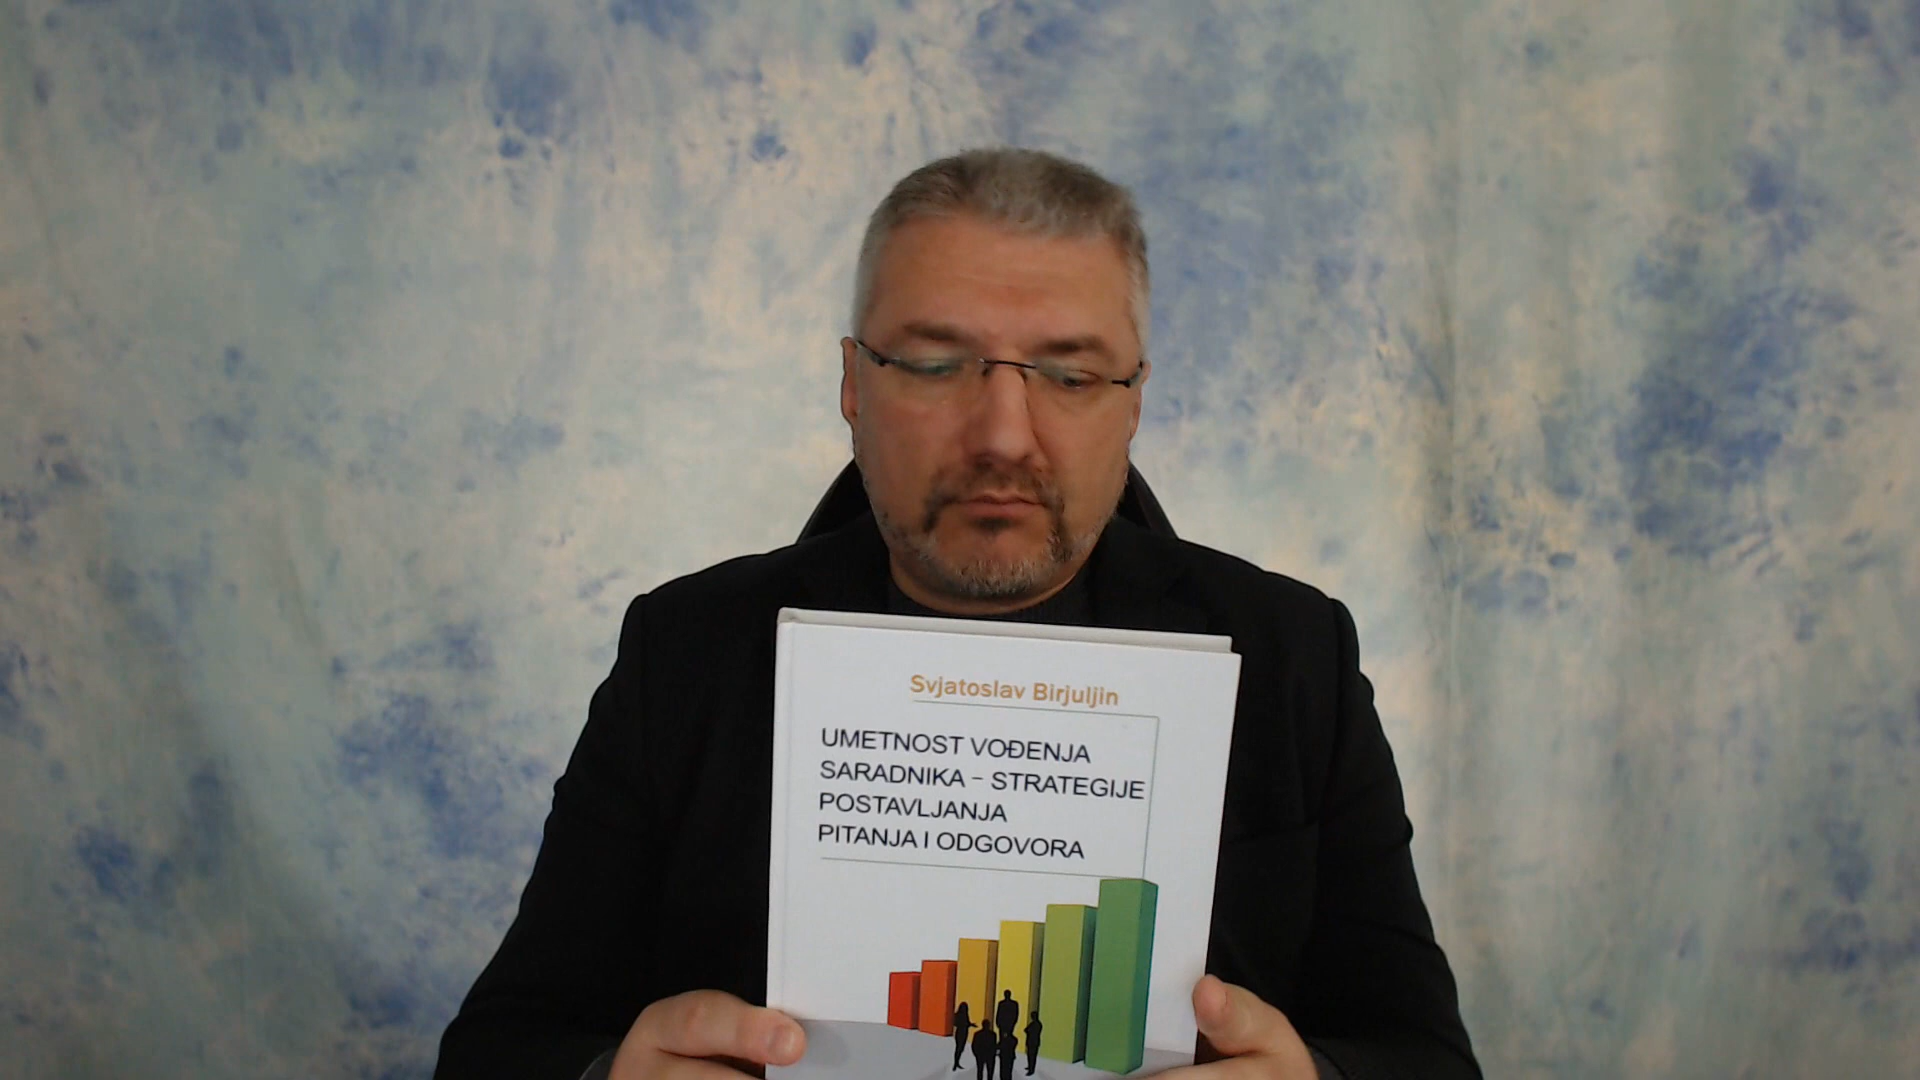 Svjatoslav Birjuljin
UMETNOST VOĐENJA
SARADNIKA – STRATEGIJE
POSTAVLJANJA
PITANJA I ODGOVORA